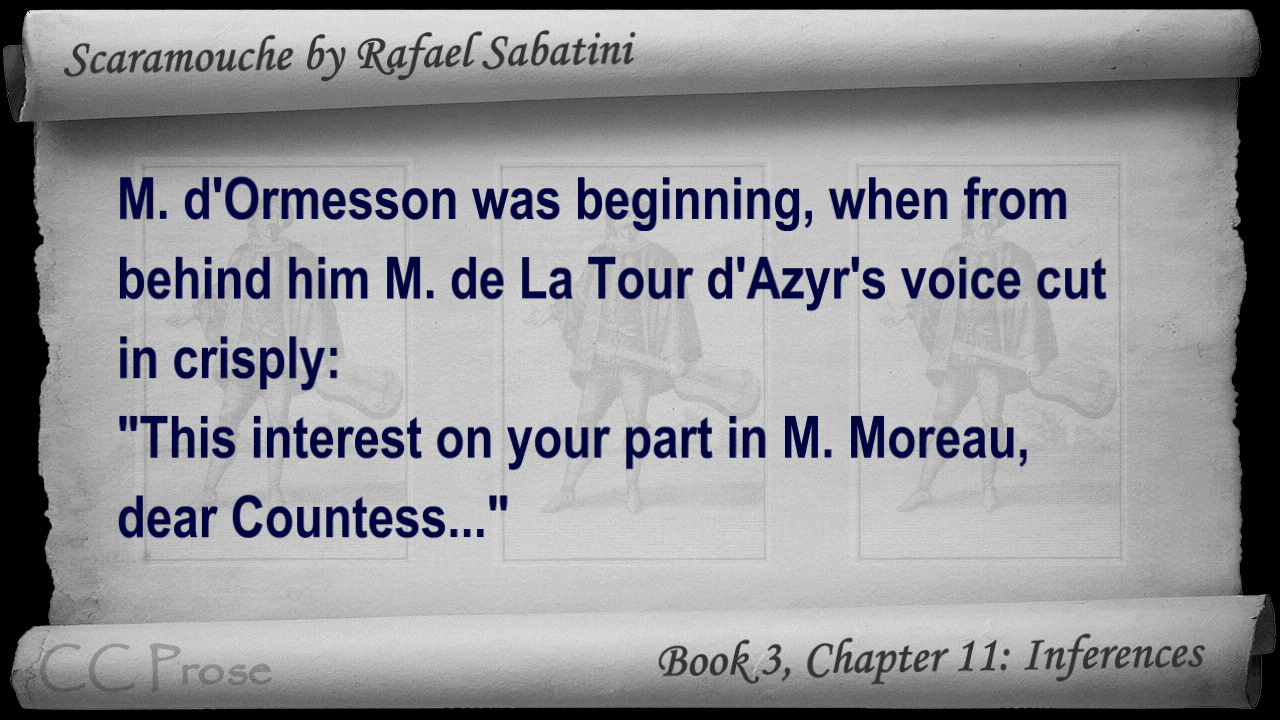 Scaramouche by Rafael Sabatini
M. d'Ormesson was beginning, when from
behind him M. de La Tour d'Azyr's voice cut
in crisply:
"This interest on your part in M. Moreau,
dear Countess..."
CC Prose
Book 3, Chapter 11: Inferences